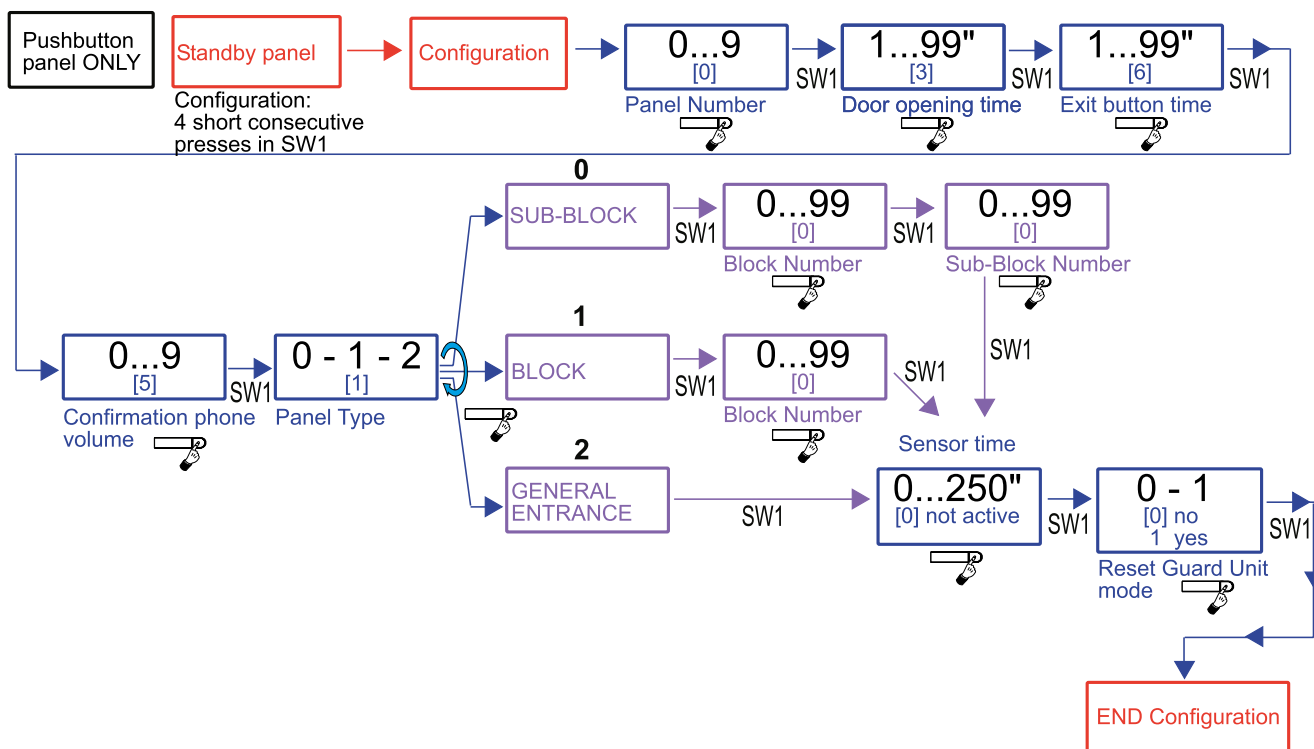 Pushbutton
panel ONLY
Standby panel
Configuration
Configuration:
4 short consecutive
presses in SW1
0...9
[0]
Panel Number
SW1
1...99"
[3]
Door opening time
SW1
1...99"
[6]
Exit button time
SW1
0...9
[5]
Confirmation phone
volume
SW1
0 - 1 - 2
[1]
Panel Type
0
SUB-BLOCK
SW1
0...99
[0]
Block Number
SW1
0...99
[0]
Sub-Block Number
SW1
1
BLOCK
SW1
0...99
[0]
Block Number
SW1
2
GENERAL
ENTRANCE
SW1
Sensor time
0...250"
[0] not active
SW1
0 - 1
[0] no
1 yes
Reset Guard Unit
mode
SW1
END Configuration